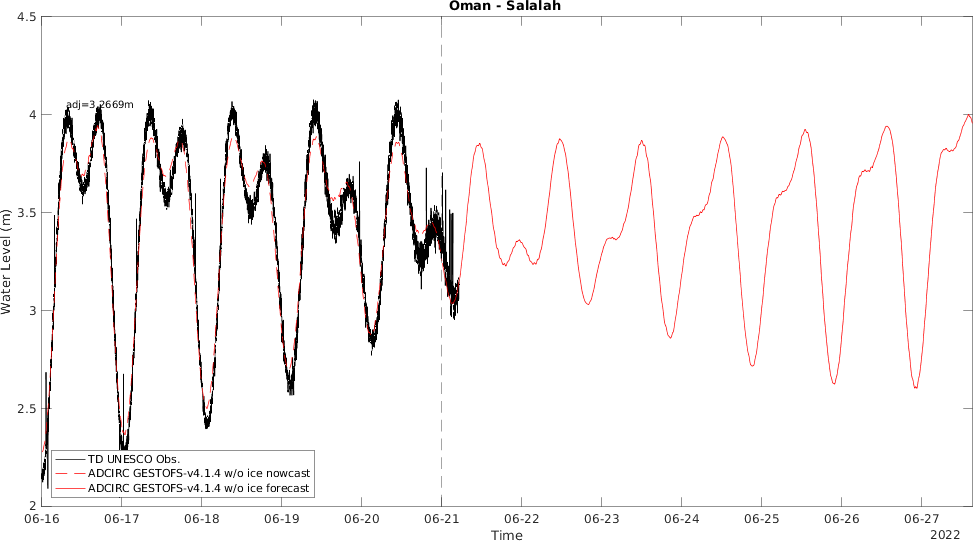 Oman - Salalah
4.5
4
3.5
3
2.5
2
Water Level (m)
adj=3.2669m
TD UNESCO Obs.
ADCIRC GESTOFS-v4.1.4 w/o ice nowcast
ADCIRC GESTOFS-v4.1.4 w/o ice forecast
06-16 06-17 06-18 06-19 06-20 06-21 06-22 06-23 06-24 06-25 06-26 06-27
2022
Time